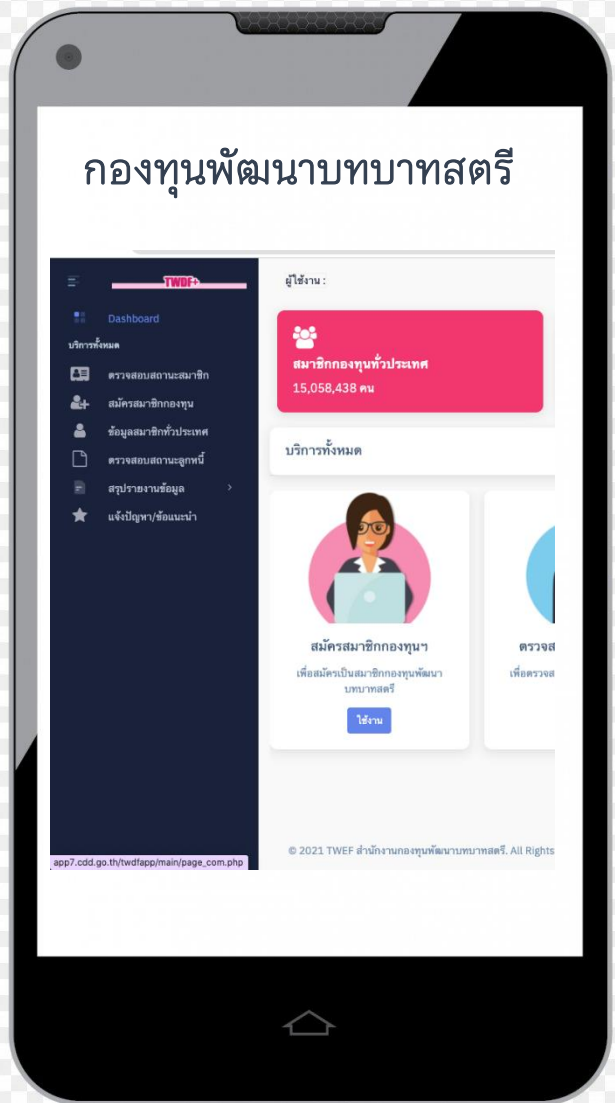 กองทุนพัฒนาบทบาทสตรี
TWDF+
ผู้ใช้งาน :
Dashboard
บริการทั้งหมด
ตรวจสอบสถานะสมาชิก
สมัครสมาชิกกองทุน
ข้อมูลสมาชิกทั่วประเทศ
ตรวจสอบสถานะลูกหนี้
สรุปรายงานข้อมูล
แจ้งปัญหา/ข้อแนะนำ
สมาชิกกองทุนทั่วประเทศ
15,058,438 คน
บริการทั้งหมด
สมัครสมาชิกกองทุนฯ
เพื่อสมัครเป็นสมาชิกกองทุนพัฒนา
บทบาทสตรี
ใช้งาน
ตรวจส
เพื่อตรวจส
© 2021 TWEF สำนักงานกองทุนพัฒนาบทบาทสตรี. All Rights
app7.cdd.go.th/twdfapp/main/page_com.php